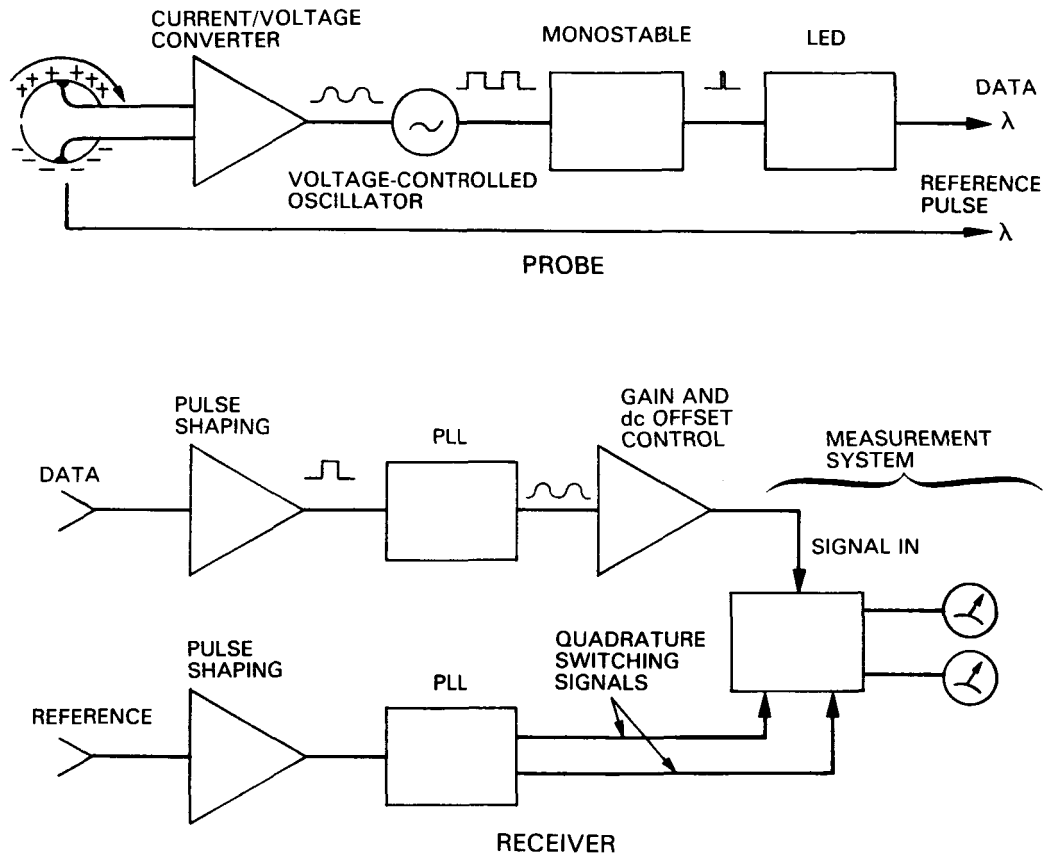 CURRENT/VOLTAGE
CONVERTER
MONOSTABLE
LED
DATA
λ
VOLTAGE-CONTROLLED
OSCILLATOR
REFERENCE
PULSE
λ
PROBE
PULSE
SHAPING
PLL
GAIN AND
dc OFFSET
CONTROL
MEASUREMENT
SYSTEM
DATA
SIGNAL IN
PULSE
SHAPING
PLL
QUADRATURE
SWITCHING
SIGNALS
REFERENCE
RECEIVER